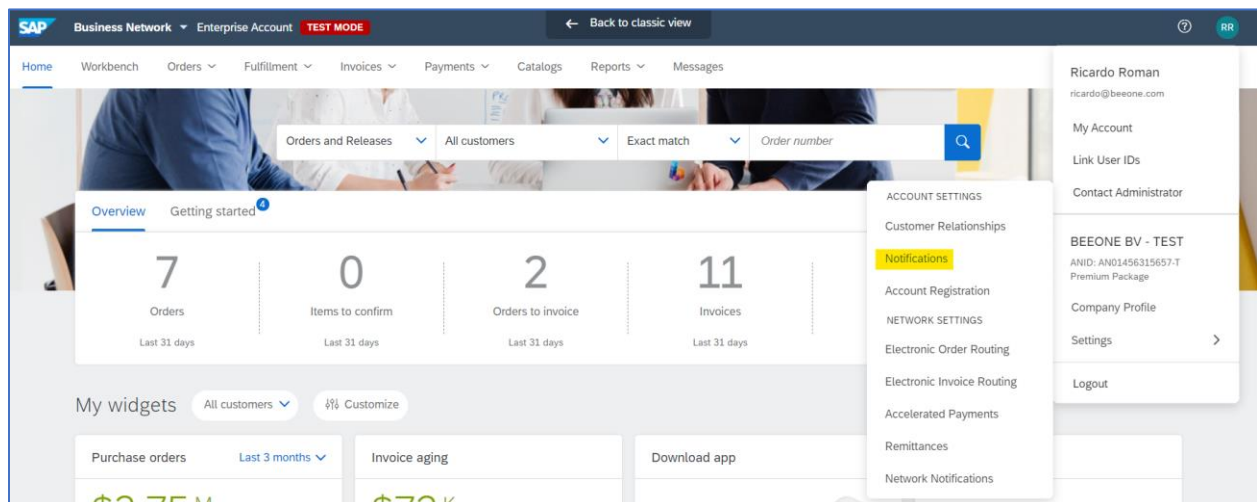 SAP Business Network Enterprise Account TEST MODE ← Back to classic view RR
Home Workbench Orders Fulfillment Invoices Payments Catalogs Reports Messages
Orders and Releases All customers Exact match Order number
Overview Getting started 4
7 0 2 11
Orders Items to confirm Orders to invoice Invoices
Last 31 days Last 31 days Last 31 days Last 31 days
My widgets All customers Customize
Purchase orders Last 3 months Invoice aging Download app
ACCOUNT SETTINGS
Customer Relationships
Notifications
Account Registration
NETWORK SETTINGS
Electronic Order Routing
Electronic Invoice Routing
Accelerated Payments
Remittances
Network Notifications
Ricardo Roman
ricardo@beeone.com
My Account
Link User IDs
Contact Administrator
BEEONE BV - TEST
ANID: AN01456315657-T
Premium Package
Company Profile
Settings
Logout